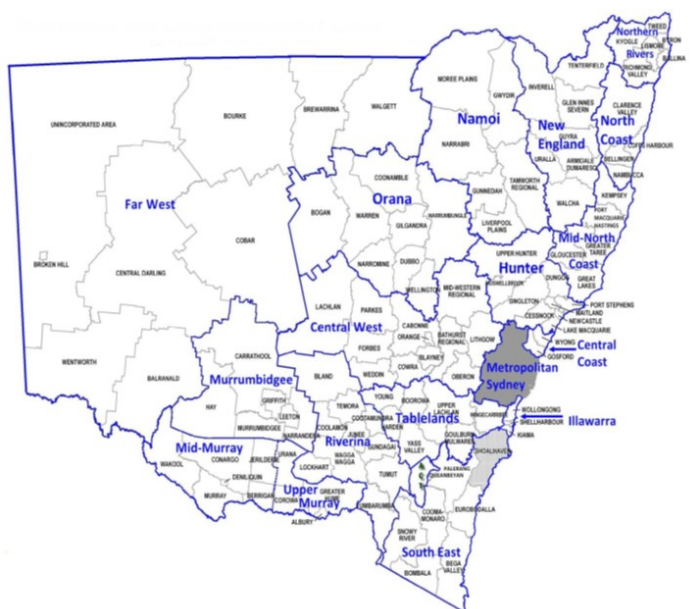 TWEED
Northern
KYOGLE
BYRON
LISMORE
Rivers
BALLINA
RICHMOND
VALLEY
TENTERFIELD
MOREE PLAINS
INVERELL
GWYDIR
GLEN INNES
SEVERN
CLARENCE
VALLEY
WALGETT
BREWARRINA
BOURKE
UNINCORPORATED AREA
Namoi
New
England
North
Coast
GUYRA
COFFS HARBOUR
NARRABRI
URALLA
ARMIDALE
DUMARESQ
BELLINGEN
NAMBUCCA
COONAMBLE
GUNNEDAH
TAMWORTH
REGIONAL
KEMPSEY
Far West
Orana
BOGAN
WARREN
WARRUMBUNGLE
WALCHA
PORT
MACQUARIE
HASTINGS
GILGANDRA
LIVERPOOL
PLAINS
COBAR
Mid-North
Coast
GREATER
TAREE
UPPER HUNTER
GLOUCESTER
BROKEN HILL
CENTRAL DARLING
NARROMINE
DUBBO
Hunter
DUNGOG
GREAT
LAKES
WELLINGTON
MID-WESTERN
REGIONAL
MUSWELLBROOK
SINGLETON
PORT STEPHENS
LACHLAN
PARKES
MAITLAND
CESSNOCK
NEWCASTLE
LAKE MACQUARIE
Central West
CABONNE
ORANGE
BATHURST
REGIONAL
LITHGOW
WYONG
Central
Coast
GOSFORD
FORBES
BLAYNEY
WENTWORTH
CARRATHOOL
COWRA
Metropolitan
Sydney
BALRANALD
Murrumbidgee
BLAND
WEDDIN
OBERON
HAY
GRIFFITH
YOUNG
BOOROWA
UPPER
LACHLAN
WOLLONGONG
LEETON
TEMORA
Tablelands
WINGECARRIBEE
SHELLHARBOUR
Illawarra
MURRUMBIDGEE
COOLAMON
COOTAMUNDRA
HARDEN
KIAMA
NARRANDERA
JUNEE
Riverina
GOULBURN
MULWAREE
Mid-Murray
GUNDAGAI
YASS
VALLEY
SHOALHAVEN
WAKOOL
CONARGO
JERILDERIE
URANA
LOCKHART
WAGGA
WAGGA
PALERANG
QUEANBEYAN
DENILIQUIN
TUMUT
Upper
Murray
GREATER
HUME
MURRAY
BERRIGAN
COROWA
TUMBARUMBA
ALBURY
COOMA-
MONARO
EUROBODALLA
SNOWY
RIVER
South East
BEGA
VALLEY
BOMBALA